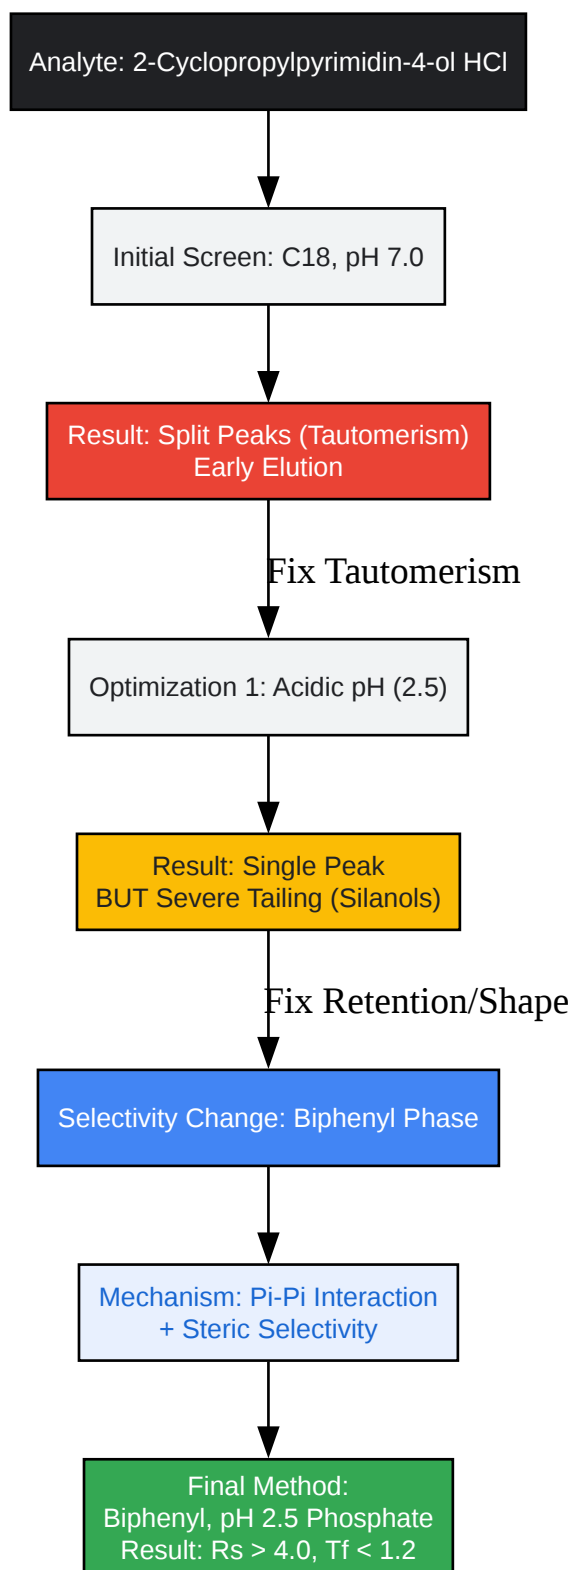 Analyte: 2-Cyclopropylpyrimidin-4-ol HCl
Initial Screen: C18, pH 7.0
Result: Split Peaks (Tautomerism)
Early Elution
Fix Tautomerism
Optimization 1: Acidic pH (2.5)
Result: Single Peak
BUT Severe Tailing (Silanols)
Fix Retention/Shape
Selectivity Change: Biphenyl Phase
Mechanism: Pi-Pi Interaction
+ Steric Selectivity
Final Method:
Biphenyl, pH 2.5 Phosphate
Result: Rs > 4.0, Tf < 1.2